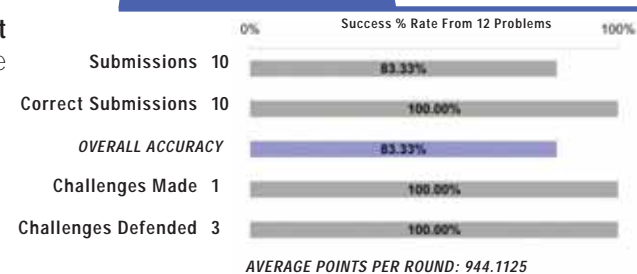 t
e
0% Success % Rate From 12 Problems 100%
Submissions 10 83.33%
Correct Submissions 10 100.00%
OVERALL ACCURACY 83.33%
Challenges Made 1 100.00%
Challenges Defended 3 100.00%
AVERAGE POINTS PER ROUND: 944.1125